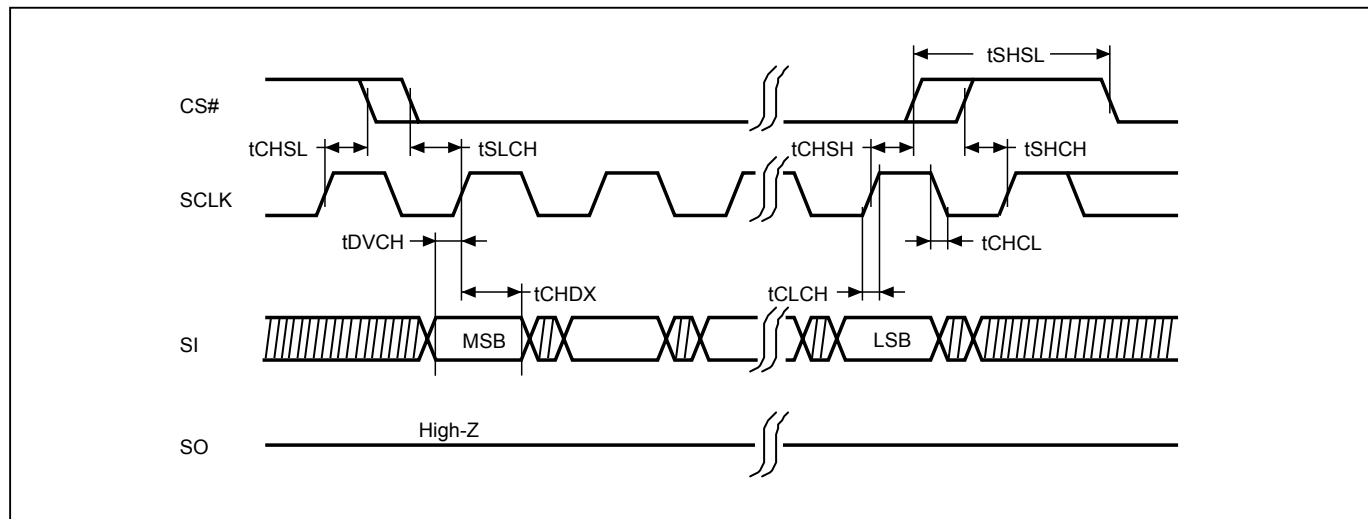 tSHSL
CS#
tCHSL
tSLCH
tCHSH
tSHCH
SCLK
tDVCH
tCHCL
tCHDX
tCLCH
SI
MSB
LSB
High-Z
SO